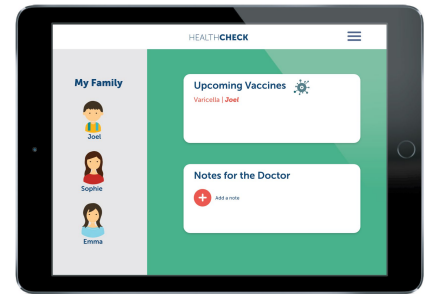 HEALTHCHECK
My Family
Joel
Sophie
Emma
Upcoming Vaccines
Varicella | Joel
Notes for the Doctor
Add a note